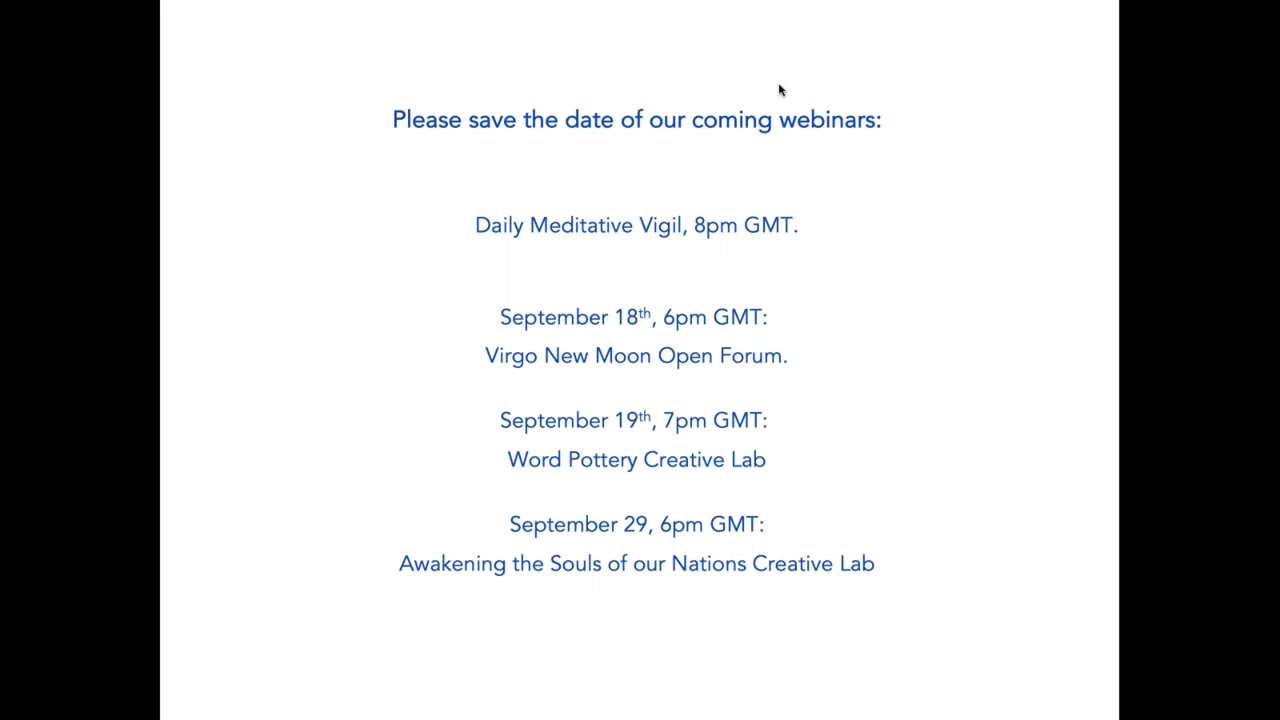 Please save the date of our coming webinars:
Daily Meditative Vigil, 8pm GMT.
September 18th, 6pm GMT:
Virgo New Moon Open Forum.
September 19th, 7pm GMT:
Word Pottery Creative Lab
September 29, 6pm GMT:
Awakening the Souls of our Nations Creative Lab